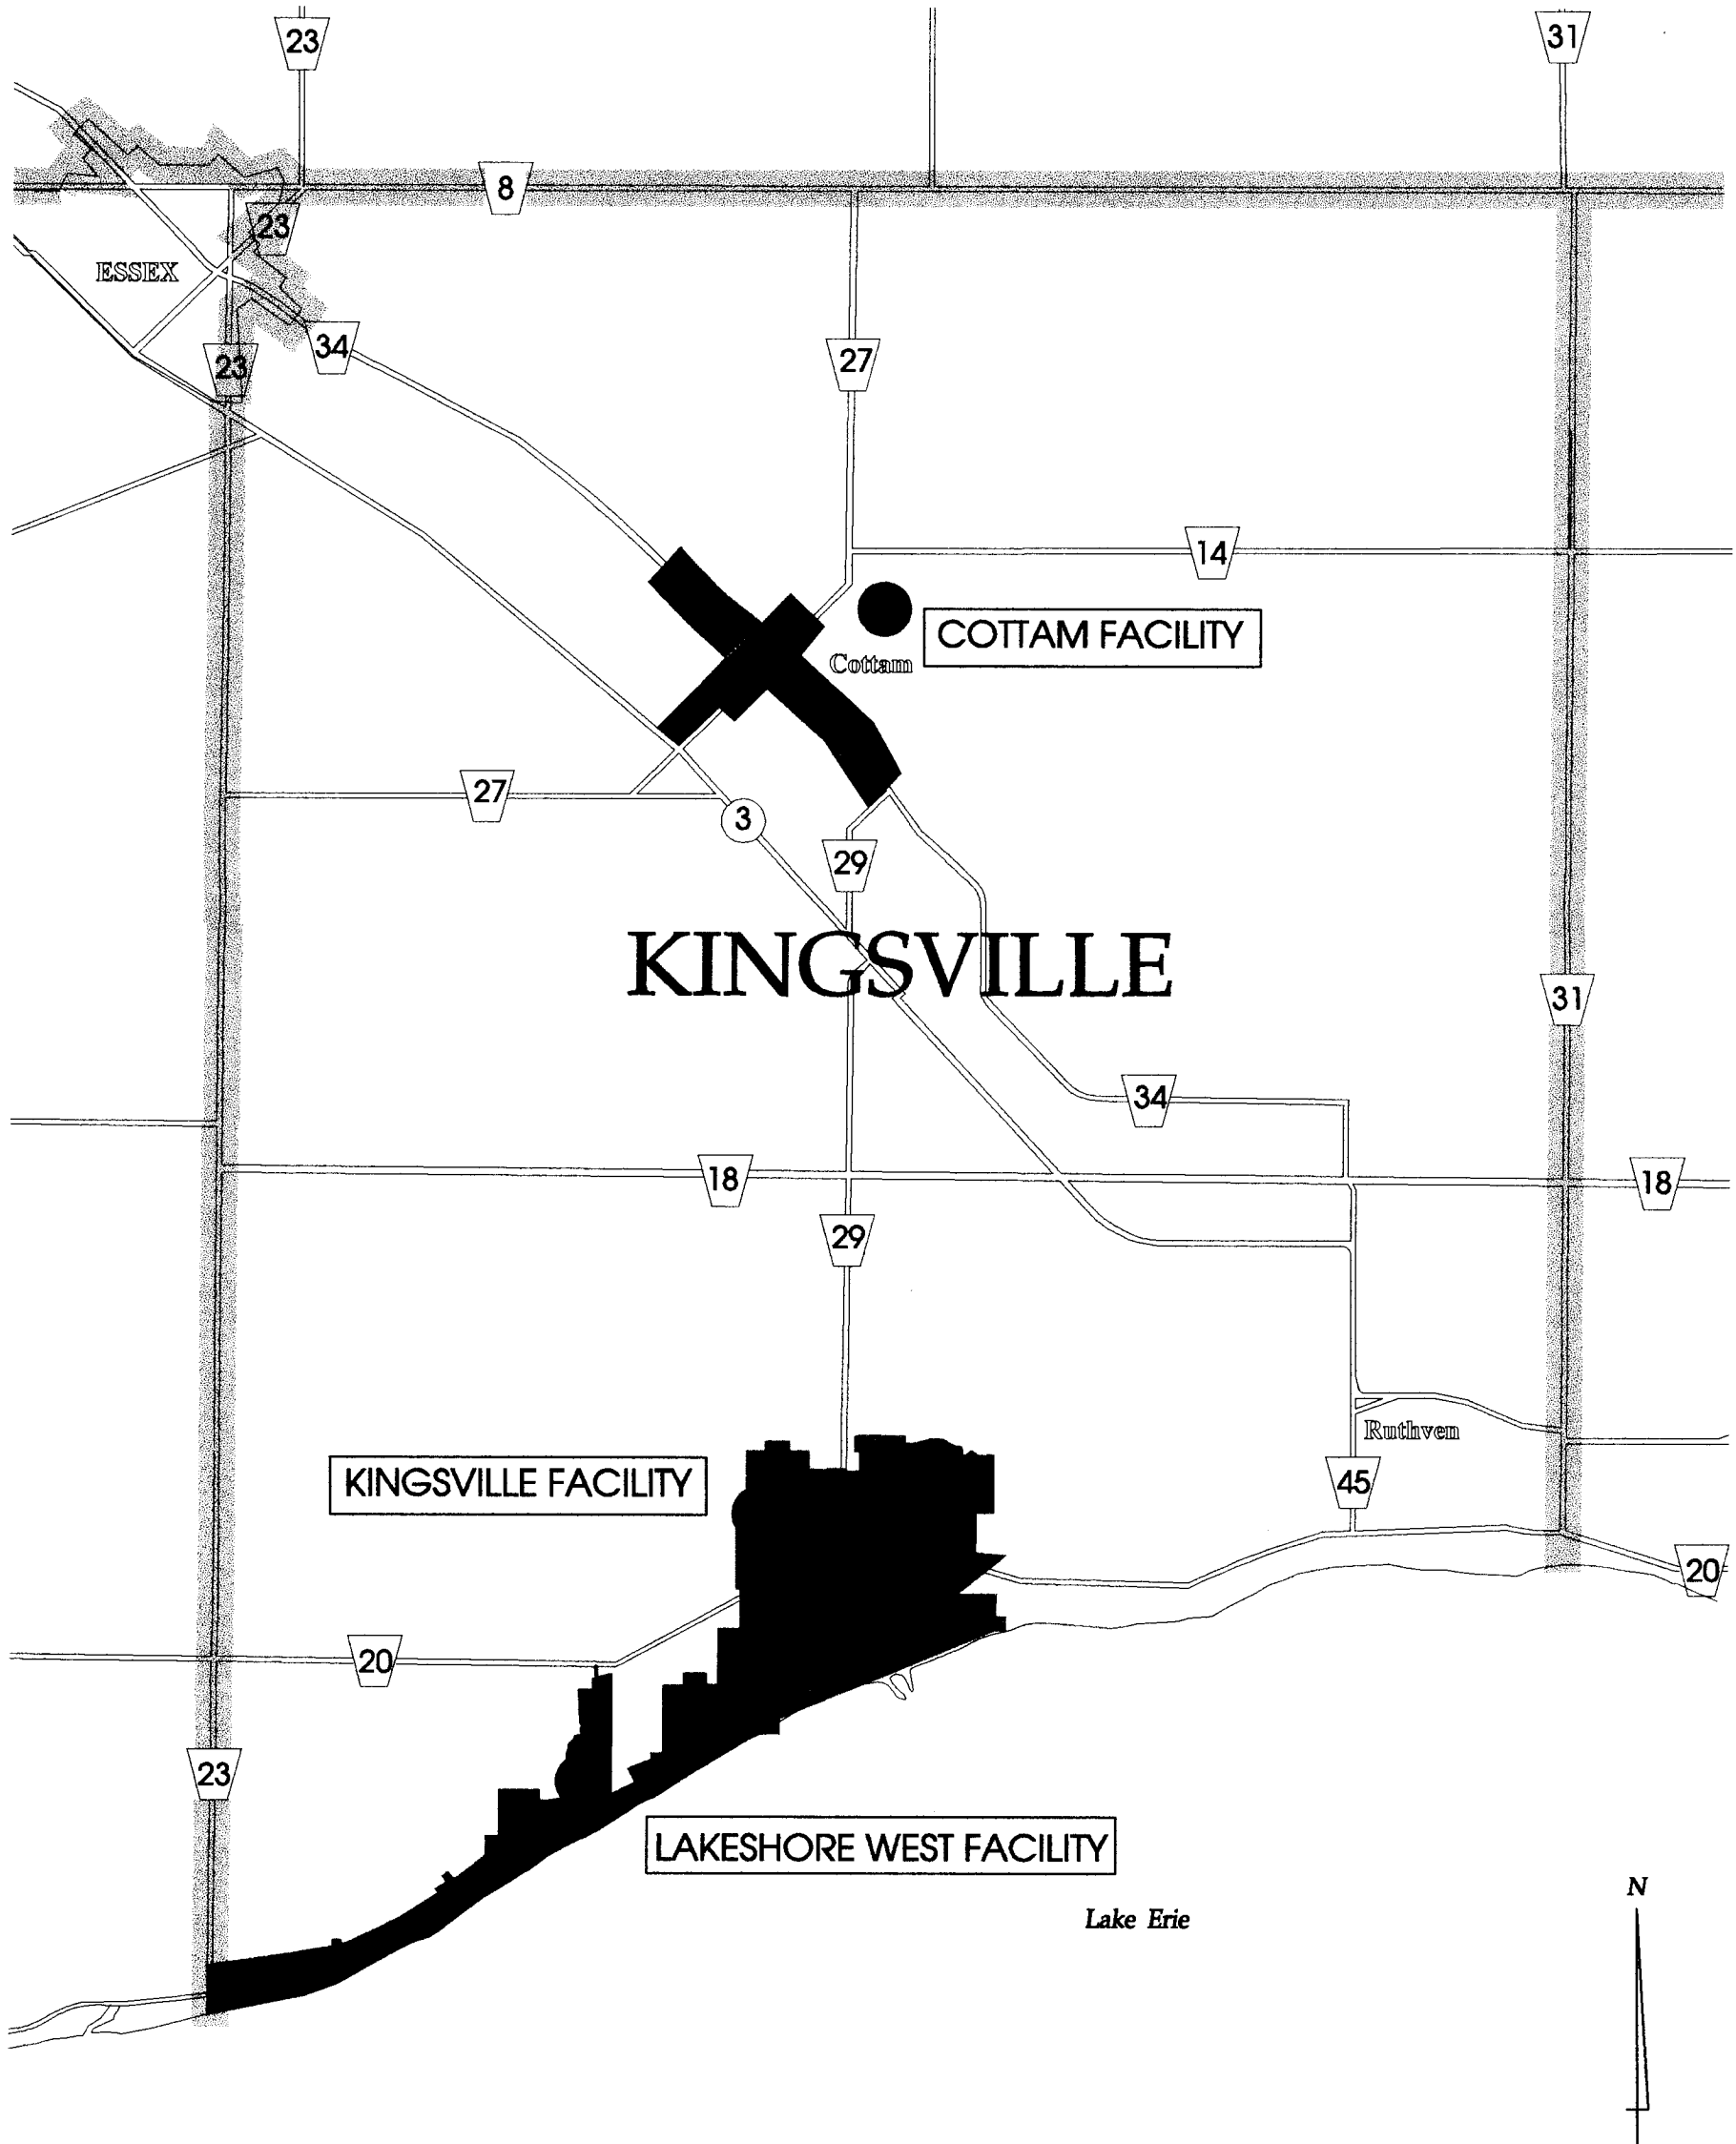 23
31
8
23
ESSEX
34
23
27
14
COTTAM FACILITY
Cottam
27
3
29
KINGSVILLE
31
34
18
18
29
Ruthven
KINGSVILLE FACILITY
45
20
20
23
LAKESHORE WEST FACILITY
N
Lake Erie